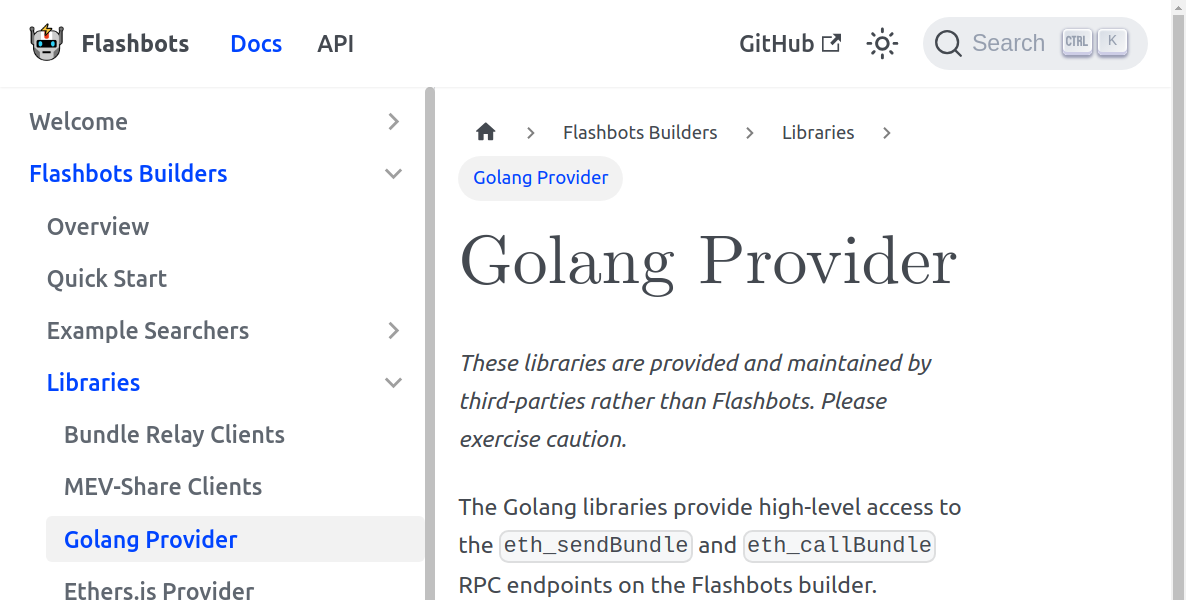 Flashbots Docs API GitHub Search CTRL K
Welcome
Flashbots Builders
Overview
Quick Start
Example Searchers
Libraries
Bundle Relay Clients
MEV-Share Clients
Golang Provider
Ethers.js Provider
Flashbots Builders Libraries
Golang Provider
Golang Provider
These libraries are provided and maintained by
third-parties rather than Flashbots. Please
exercise caution.
The Golang libraries provide high-level access to
the eth_sendBundle and eth_callBundle
RPC endpoints on the Flashbots builder.